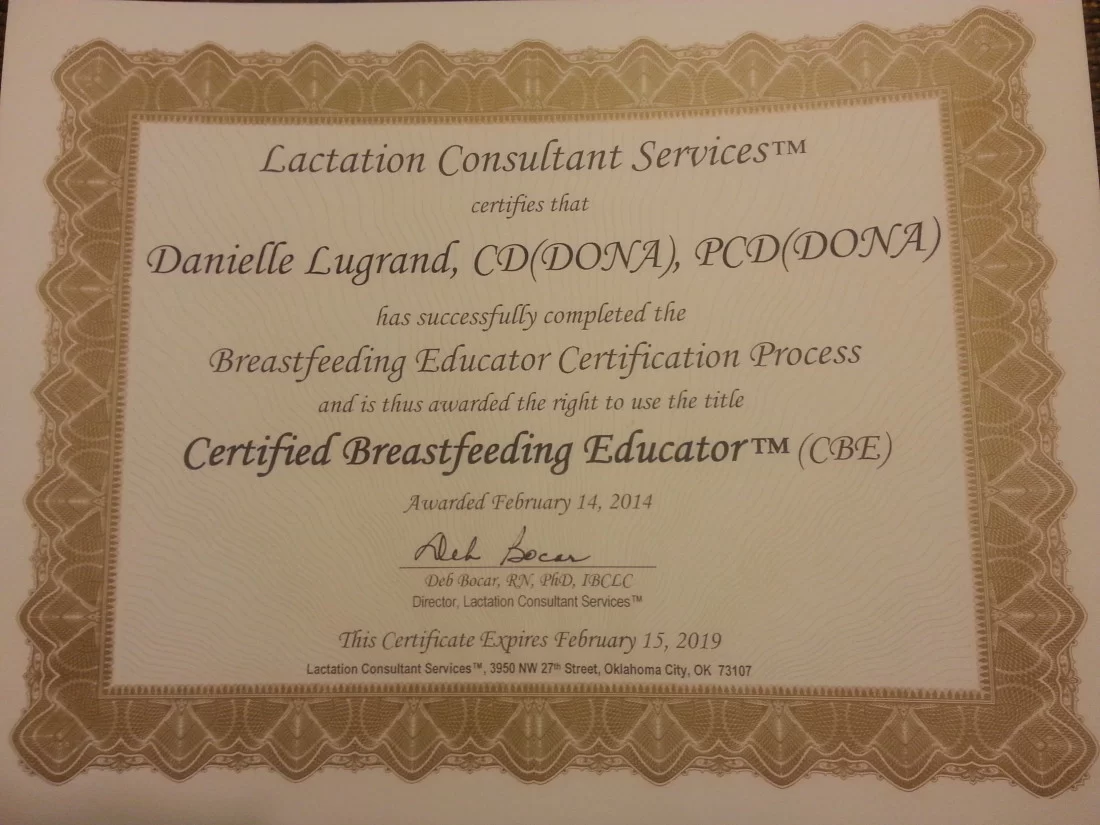 Lactation Consultant Services™
certifies that
Danielle Lugrand, CD(DONA), PCD(DONA)
has successfully completed the
Breastfeeding Educator Certification Process
and is thus awarded the right to use the title
Certified Breastfeeding Educator™ (CBE)
Awarded February 14, 2014
Deb Bocar
Deb Bocar, RN, PhD, IBCLC
Director, Lactation Consultant Services™
This Certificate Expires February 15, 2019
Lactation Consultant Services™, 3950 NW 27th Street, Oklahoma City, OK 73107